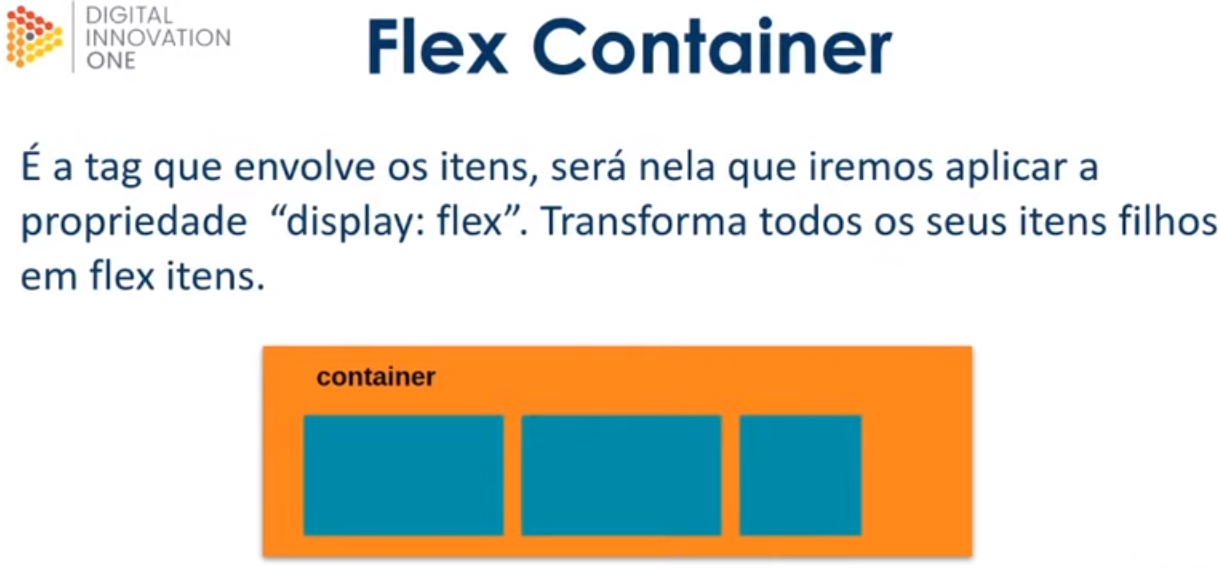 DIGITAL
INNOVATION
ONE
Flex Container
É a tag que envolve os itens, será nela que iremos aplicar a
propriedade “display: flex”. Transforma todos os seus itens filhos
em flex itens.
container